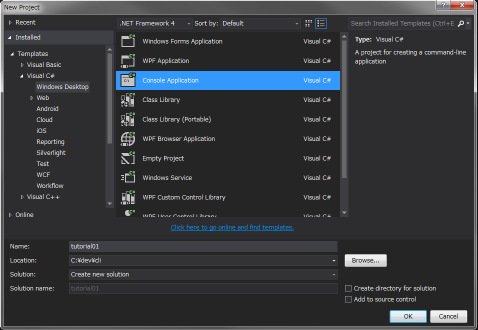 New Project
? ×
Recent
.NET Framework 4
Sort by: Default
Search Installed Templates (Ctrl+E)
Installed
Templates
Visual Basic
Visual C#
Windows Desktop
Web
Android
Cloud
iOS
Reporting
Silverlight
Test
WCF
Workflow
Visual C++
Online
Windows Forms Application Visual C#
WPF Application Visual C#
Console Application Visual C#
Class Library Visual C#
Class Library (Portable) Visual C#
WPF Browser Application Visual C#
Empty Project Visual C#
Windows Service Visual C#
WPF Custom Control Library Visual C#
WPF User Control Library Visual C#
Type: Visual C#
A project for creating a command-line
application
Click here to go online and find templates.
Name: tutorial01
Location: C:¥dev¥cli
Browse...
Solution: Create new solution
Solution name: tutorial01
Create directory for solution
Add to source control
OK Cancel